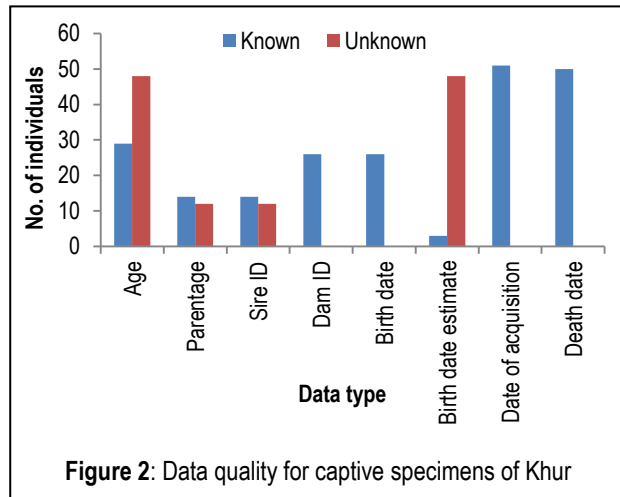 60
50
40
30
20
10
0
No. of individuals
Known
Unknown
Age
Parentage
Sire ID
Dam ID
Birth date
Birth date estimate
Date of acquisition
Death date
Data type
Figure 2: Data quality for captive specimens of Khur